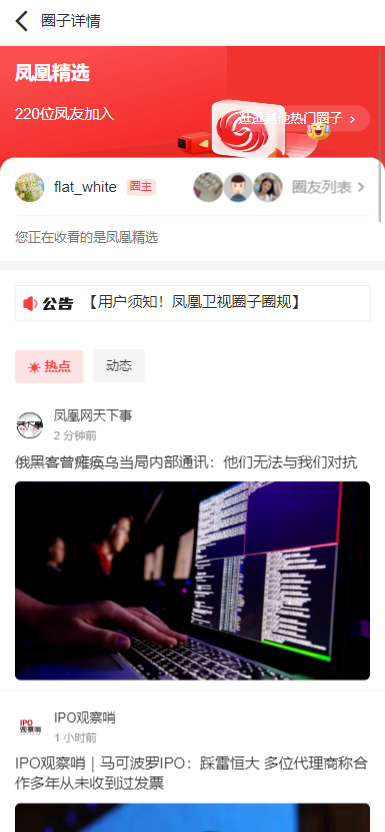 圈子详情
凤凰精选
220位凤友加入
逛逛其他热门圈子
flat_white
圈主
圈友列表
您正在收看的是凤凰精选
公告
【用户须知！凤凰卫视圈子圈规】
热点
动态
凤凰网天下事
2 分钟前
俄黑客曾瘫痪乌当局内部通讯：他们无法与我们对抗
IPO
观察哨
IPO观察哨
1 小时前
IPO观察哨 | 马可波罗IPO：踩雷恒大 多位代理商称合
作多年从未收到过发票